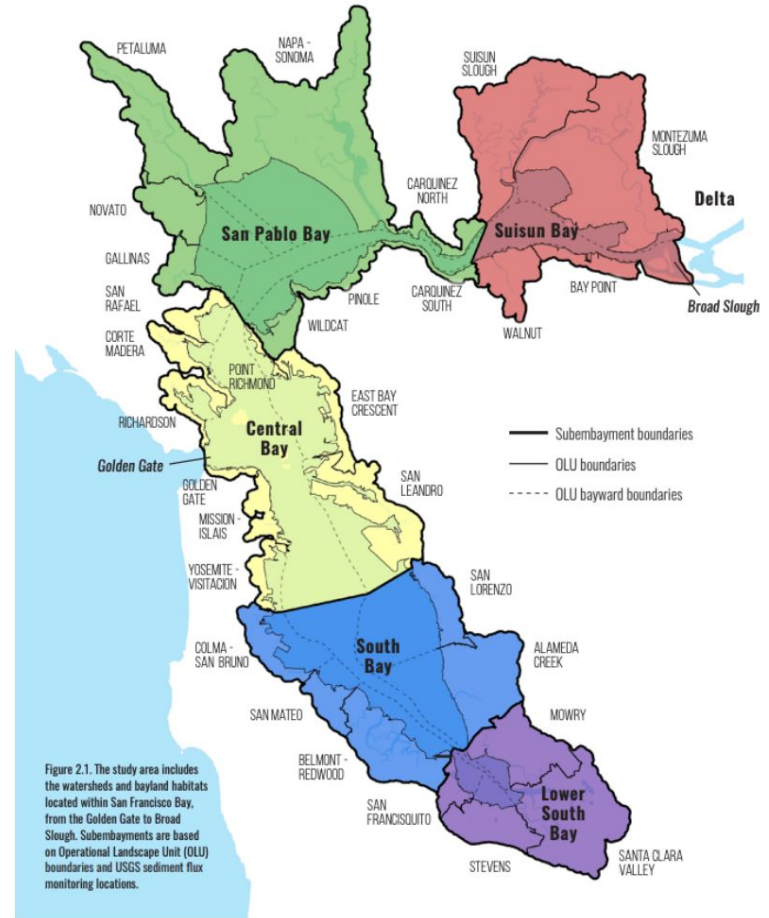 PETALUMA
NAPA -
SONOMA
SUISUN
SLOUGH
MONTEZUMA
SLOUGH
Delta
NOVATO
CARQUINEZ
NORTH
San Pablo Bay
Suisun Bay
GALLINAS
SAN
RAFAEL
PINOLE
CARQUINEZ
SOUTH
BAY POINT
Broad Slough
CORTE
MADERA
WILDCAT
WALNUT
POINT
RICHMOND
EAST BAY
CRESCENT
RICHARDSON
Central
Bay
Subembayment boundaries
OLU boundaries
OLU bayward boundaries
Golden Gate
GOLDEN
GATE
SAN
LEANDRO
MISSION -
ISLAIS
YOSEMITE -
VISITACION
SAN
LORENZO
COLMA -
SAN BRUNO
South
Bay
ALAMEDA
CREEK
SAN MATEO
MOWRY
BELMONT -
REDWOOD
SAN
FRANCISQUITO
Lower
South
Bay
STEVENS
SANTA CLARA
VALLEY
Figure 2.1. The study area includes
the watersheds and bayland habitats
located within San Francisco Bay,
from the Golden Gate to Broad
Slough. Subembayments are based
on Operational Landscape Unit (OLU)
boundaries and USGS sediment flux
monitoring locations.